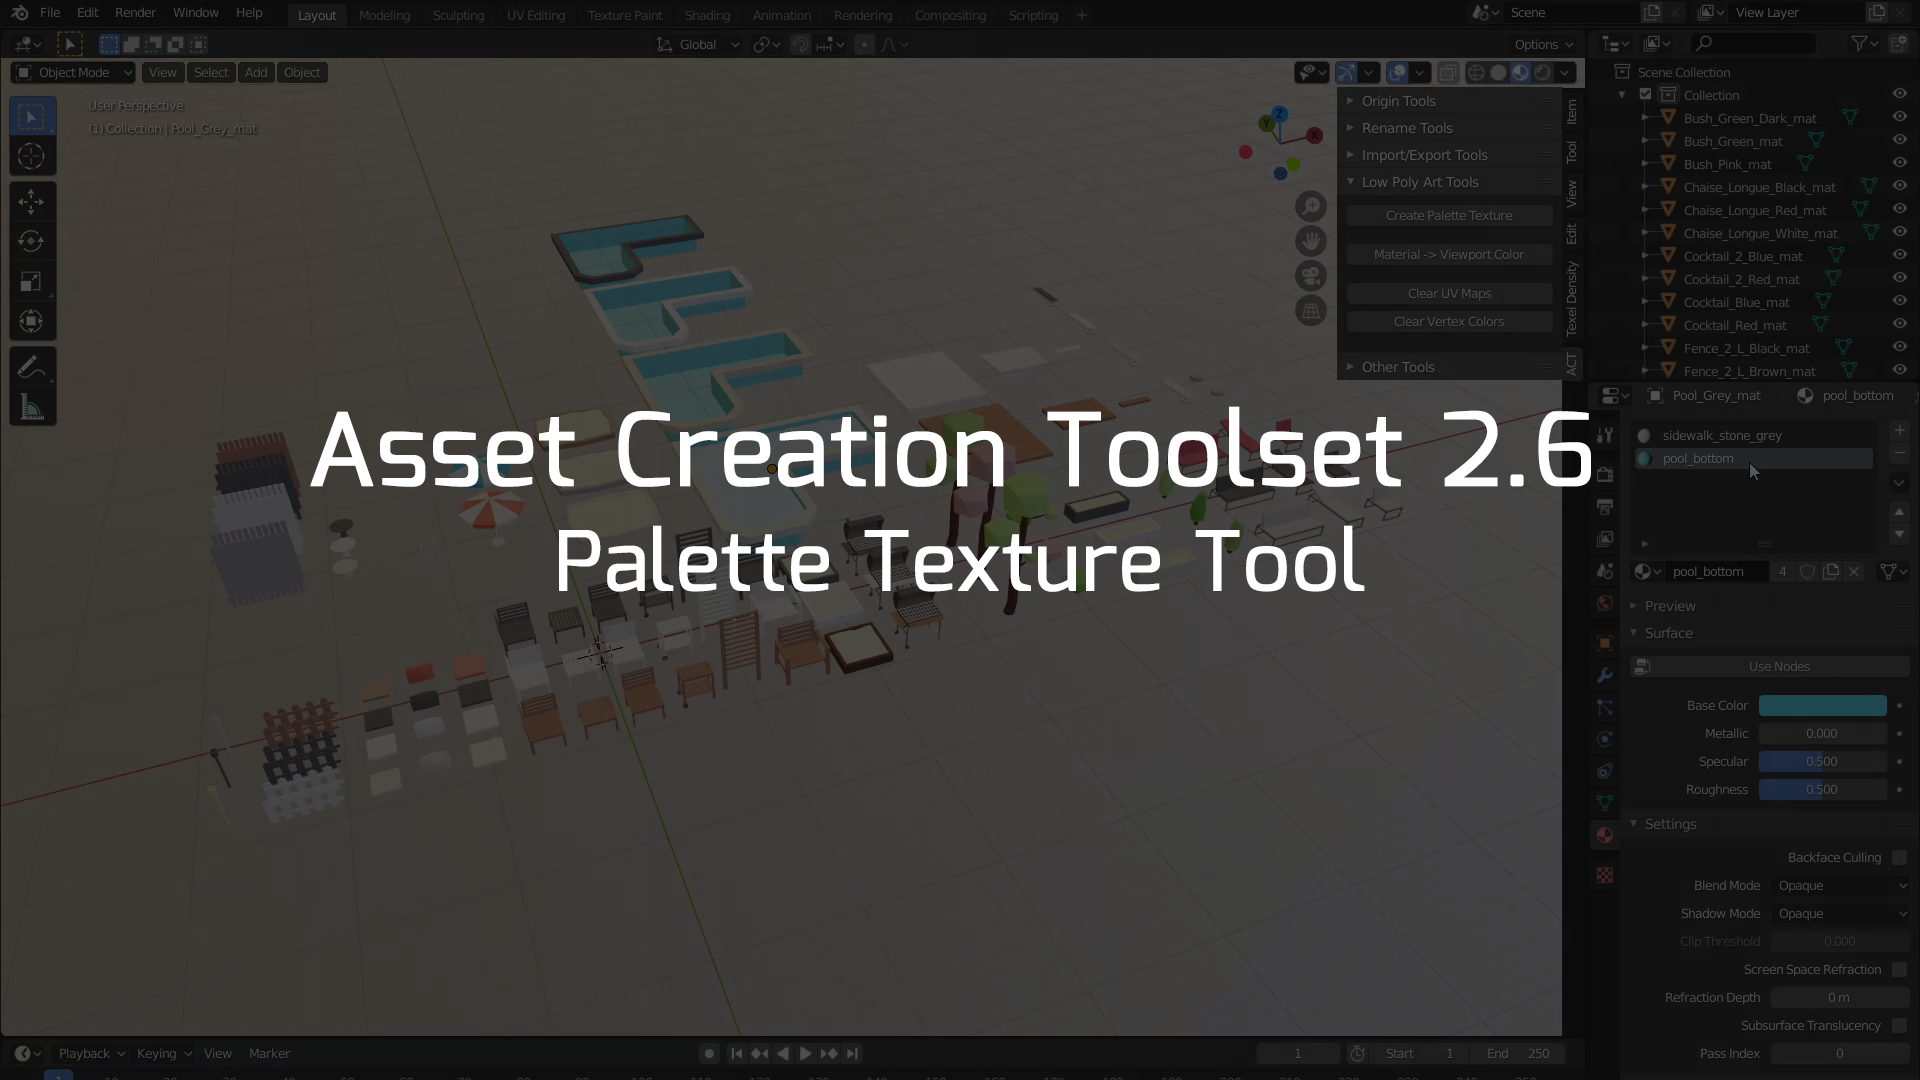 File Edit Render Window Help Layout Modeling Sculpting UV Editing Texture Paint Shading Animation Rendering Compositing Scripting + Scene View Layer
Global Options
Object Mode View Select Add Object
User Perspective
(1) Collection | Pool_Grey_mat
Z
Y
X
Origin Tools
Rename Tools
Import/Export Tools
Low Poly Art Tools
Create Palette Texture
Material -> Viewport Color
Clear UV Maps
Clear Vertex Colors
Other Tools
Item
Tool
View
Edit
Texel Density
ACT
Scene Collection
Collection
Bush_Green_Dark_mat
Bush_Green_mat
Bush_Pink_mat
Chaise_Longue_Black_mat
Chaise_Longue_Red_mat
Chaise_Longue_White_mat
Cocktail_2_Blue_mat
Cocktail_2_Red_mat
Cocktail_Blue_mat
Cocktail_Red_mat
Fence_2_L_Black_mat
Fence_2_L_Brown_mat
Pool_Grey_mat pool_bottom
sidewalk_stone_grey
pool_bottom
Asset Creation Toolset 2.6
Palette Texture Tool
pool_bottom 4
Preview
Surface
Use Nodes
Base Color
Metallic 0.000
Specular 0.500
Roughness 0.500
Settings
Backface Culling
Blend Mode Opaque
Shadow Mode Opaque
Clip Threshold 0.000
Screen Space Refraction
Refraction Depth 0 m
Subsurface Translucency
Pass Index 0
Playback Keying View Marker 1 Start 1 End 250
1